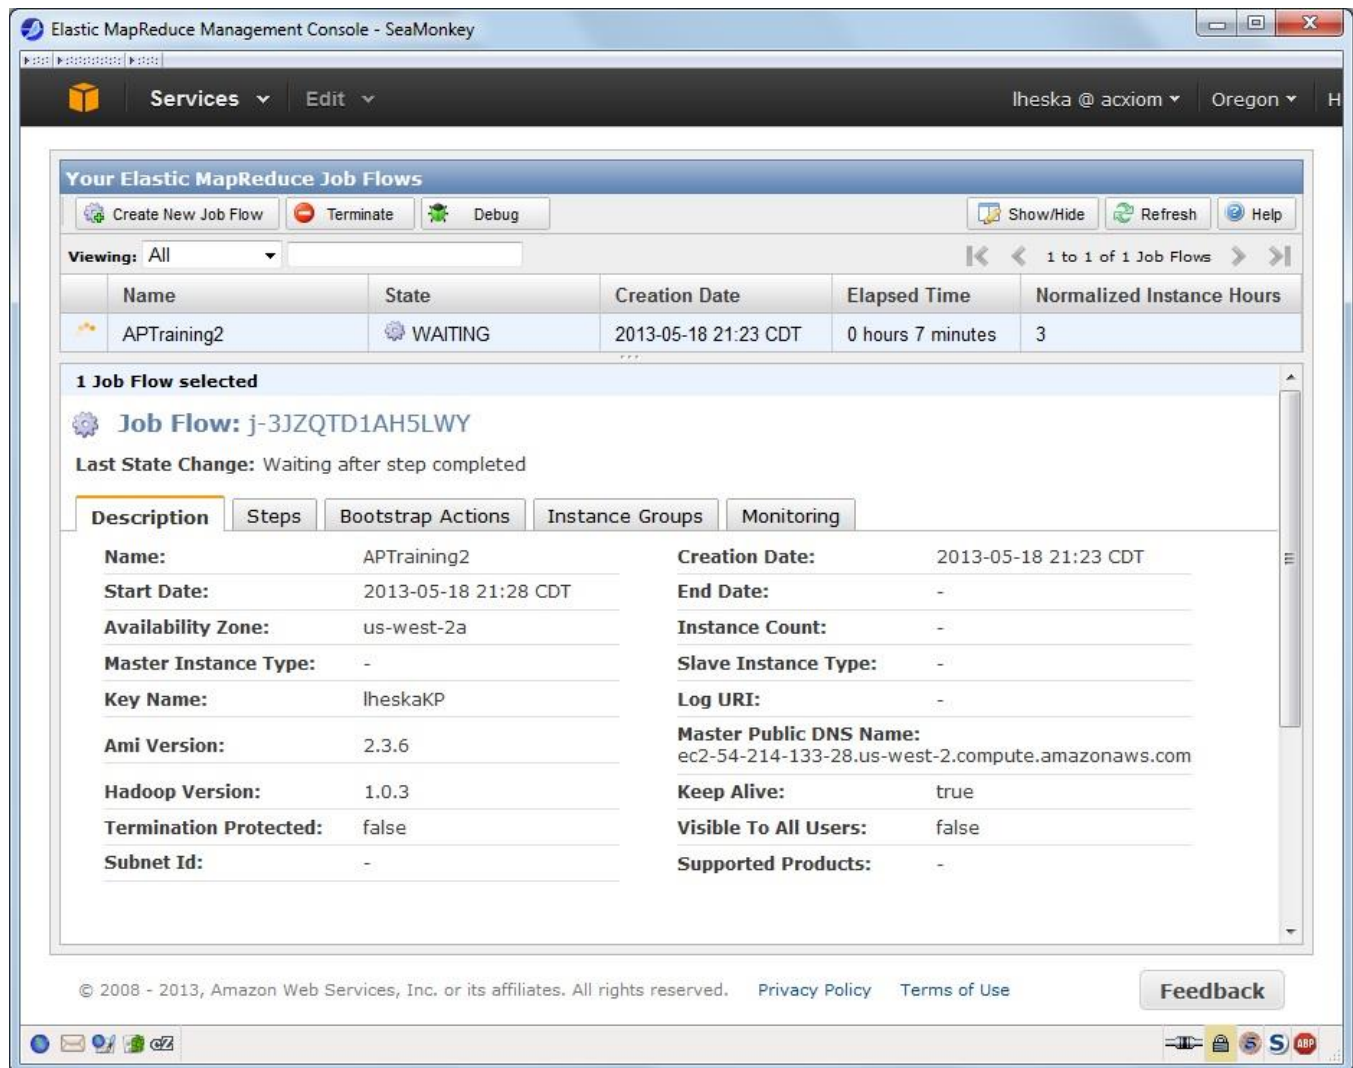 Elastic MapReduce Management Console - SeaMonkey
Services Edit lheska @ acxiom Oregon H
Your Elastic MapReduce Job Flows
Create New Job Flow Terminate Debug Show/Hide Refresh Help
Viewing: All 1 to 1 of 1 Job Flows
Name State Creation Date Elapsed Time Normalized Instance Hours
APTraining2 WAITING 2013-05-18 21:23 CDT 0 hours 7 minutes 3
1 Job Flow selected
Job Flow: j-3JZQTD1AH5LWY
Last State Change: Waiting after step completed
Description Steps Bootstrap Actions Instance Groups Monitoring
Name: APTraining2 Creation Date: 2013-05-18 21:23 CDT
Start Date: 2013-05-18 21:28 CDT End Date: -
Availability Zone: us-west-2a Instance Count: -
Master Instance Type: - Slave Instance Type: -
Key Name: lheskaKP Log URI: -
Ami Version: 2.3.6 Master Public DNS Name:
ec2-54-214-133-28.us-west-2.compute.amazonaws.com
Hadoop Version: 1.0.3 Keep Alive: true
Termination Protected: false Visible To All Users: false
Subnet Id: - Supported Products: -
© 2008 - 2013, Amazon Web Services, Inc. or its affiliates. All rights reserved. Privacy Policy Terms of Use Feedback
cZ S S ABP